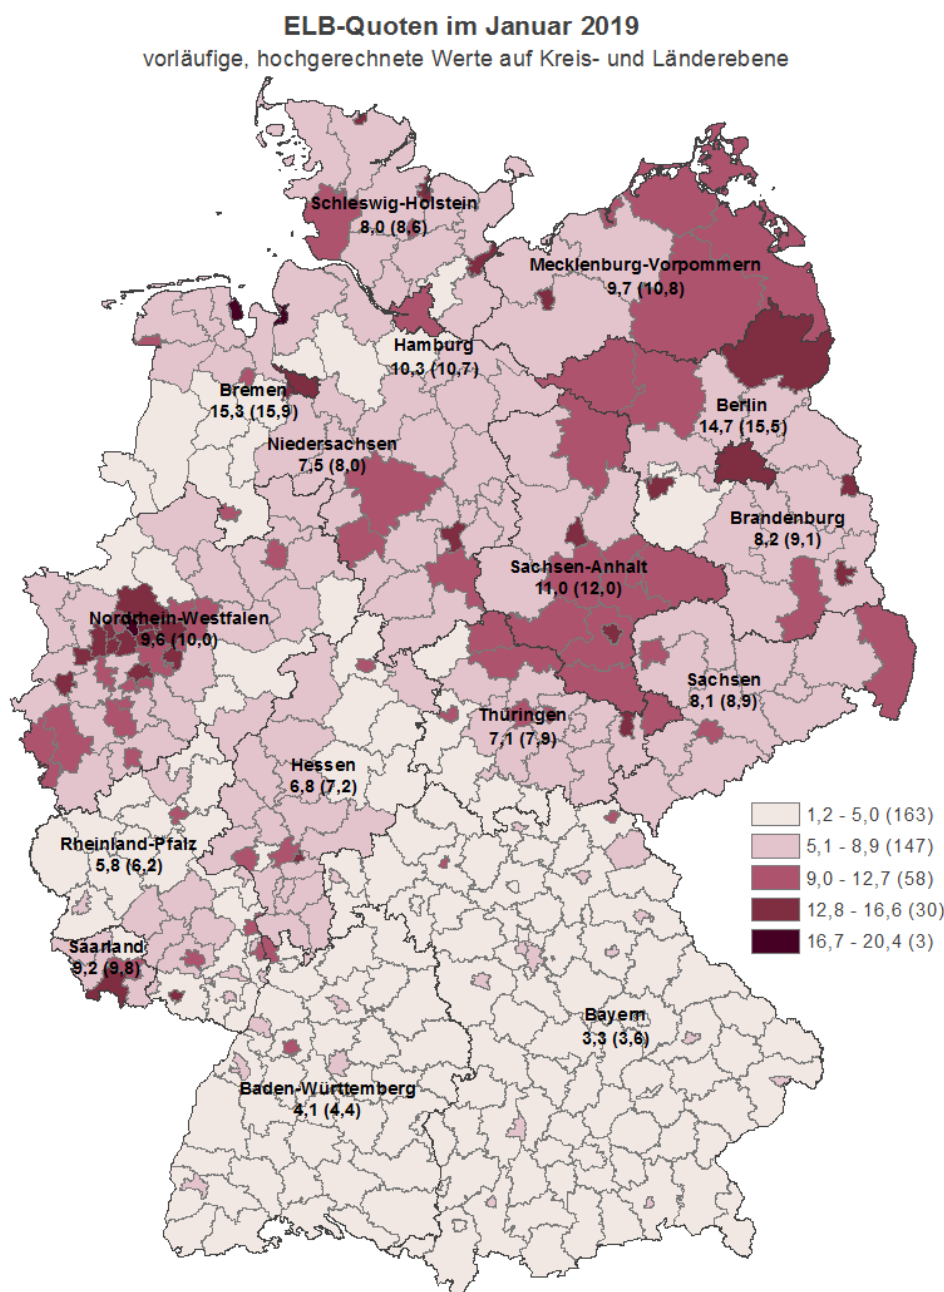 ELB-Quoten im Januar 2019
vorläufige, hochgerechnete Werte auf Kreis- und Länderebene
Schleswig-Holstein
8,0 (8,6)
Mecklenburg-Vorpommern
9,7 (10,8)
Hamburg
10,3 (10,7)
Bremen
15,3 (15,9)
Berlin
14,7 (15,5)
Niedersachsen
7,5 (8,0)
Brandenburg
8,2 (9,1)
Sachsen-Anhalt
11,0 (12,0)
Nordrhein-Westfalen
9,6 (10,0)
Sachsen
8,1 (8,9)
Thüringen
7,1 (7,9)
Hessen
6,8 (7,2)
Rheinland-Pfalz
5,8 (6,2)
Saarland
9,2 (9,8)
Bayern
3,3 (3,6)
Baden-Württemberg
4,1 (4,4)
1,2 - 5,0 (163)
5,1 - 8,9 (147)
9,0 - 12,7 (58)
12,8 - 16,6 (30)
16,7 - 20,4 (3)